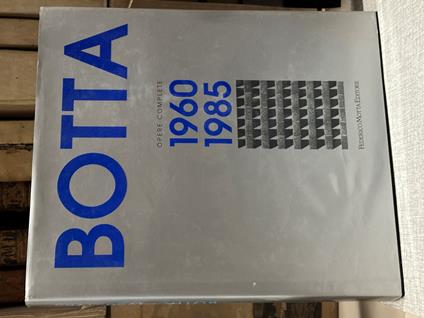 BOTTA
OPERE COMPLETE
1960
1985
FEDERICO MOTTA EDITORE